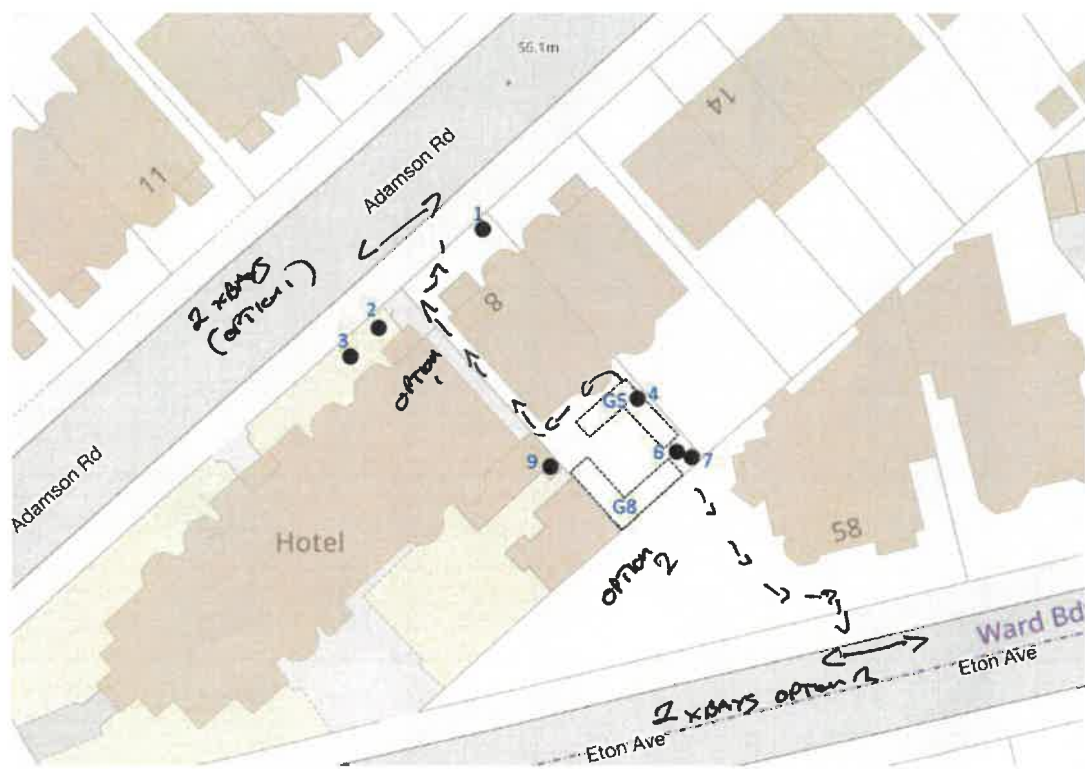 56.1m
14
Adamson Rd
11
1
2 x BAYS
(OPTION 1)
8
2
3
OPTION 1
G5
4
6
7
9
G8
Adamson Rd
Hotel
58
OPTION 2
Ward Bd
Eton Ave
2 x BAYS OPTION 2
Eton Ave